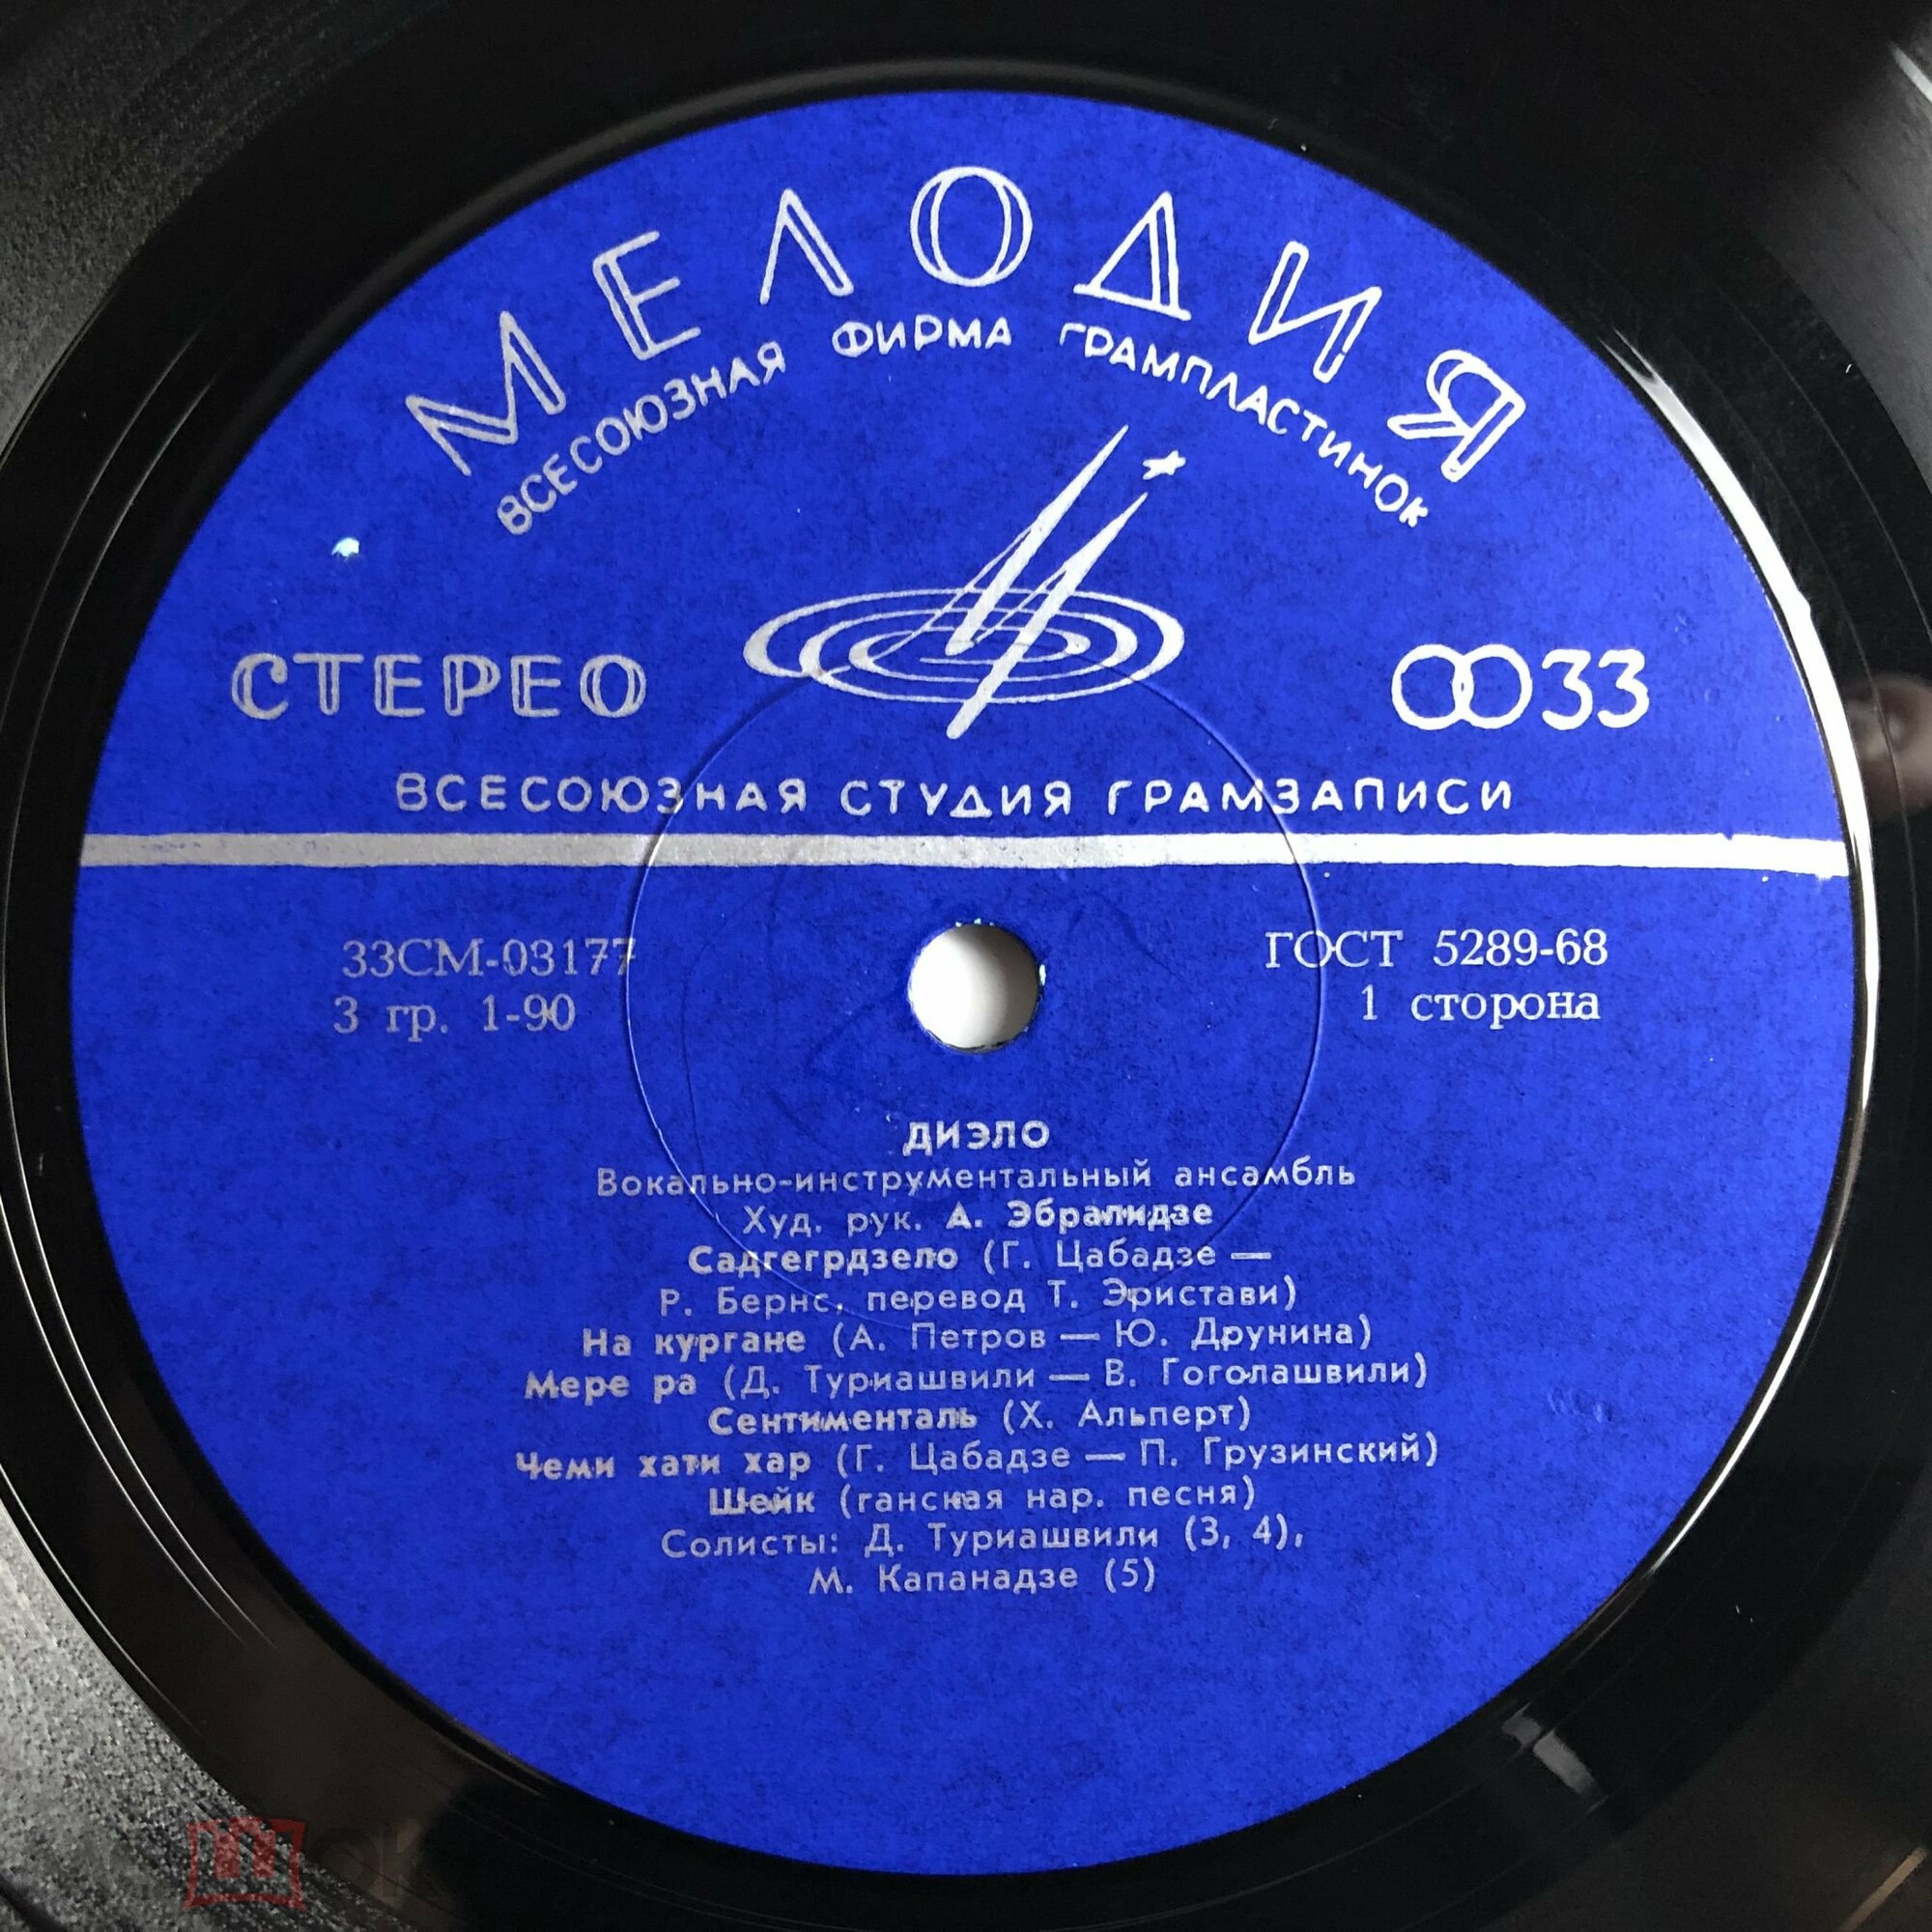 МЕЛОДИЯ
ВСЕСОЮЗНАЯ ФИРМА ГРАМПЛАСТИНОК
СТЕРЕО
33
ВСЕСОЮЗНАЯ СТУДИЯ ГРАМЗАПИСИ
33СМ-03177
ГОСТ 5289-68
3 гр. 1-90
1 сторона
ДИЭЛО
Вокально-инструментальный ансамбль
Худ. рук. А. Эбралидзе
Садгегрдзело (Г. Цабадзе —
Р. Бернс, перевод Т. Эристави)
На кургане (А. Петров — Ю. Друнина)
Мере ра (Д. Туриашвили — В. Гоголашвили)
Сентименталь (Х. Альперт)
Чеми хати хар (Г. Цабадзе — П. Грузинский)
Шейк (ганская нар. песня)
Солисты: Д. Туриашвили (3, 4),
М. Капанадзе (5)